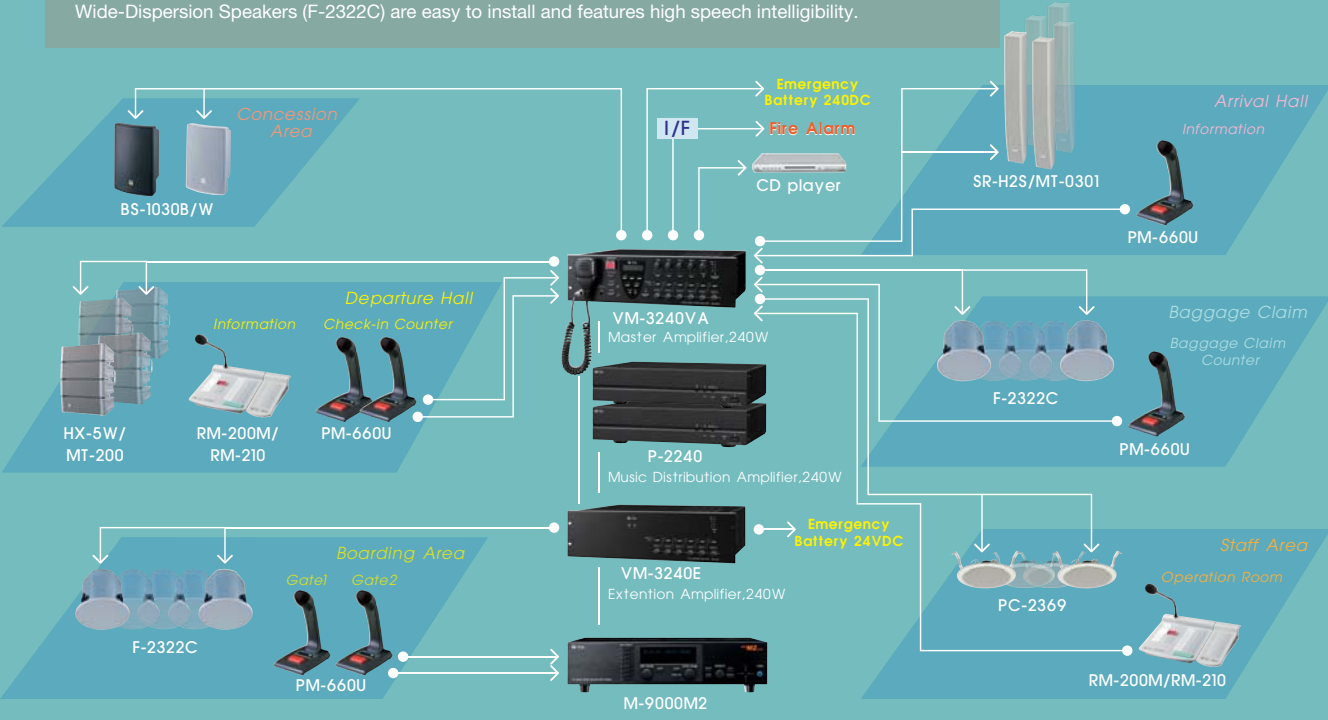 Wide-Dispersion Speakers (F-2322C) are easy to install and features high speech intelligibility.
Concession
Area
BS-1030B/W
Emergency
Battery 240DC
I/F
Fire Alarm
CD player
Arrival Hall
Information
SR-H2S/MT-0301
PM-660U
Departure Hall
Information
Check-in Counter
HX-5W/
MT-200
RM-200M/
RM-210
PM-660U
VM-3240VA
Master Amplifier,240W
P-2240
Music Distribution Amplifier,240W
Baggage Claim
Baggage Claim
Counter
F-2322C
PM-660U
Boarding Area
Gate1
Gate2
F-2322C
PM-660U
VM-3240E
Extention Amplifier,240W
Emergency
Battery 24VDC
M-9000M2
Staff Area
Operation Room
PC-2369
RM-200M/RM-210